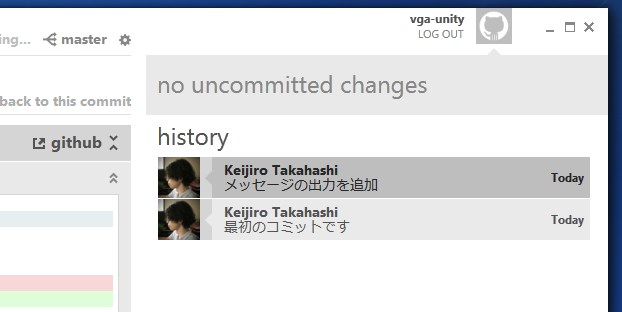 vga-unity
LOG OUT
ing...
master
back to this commit
no uncommitted changes
github
history
Keijiro Takahashi
メッセージの出力を追加
Today
Keijiro Takahashi
最初のコミットです
Today